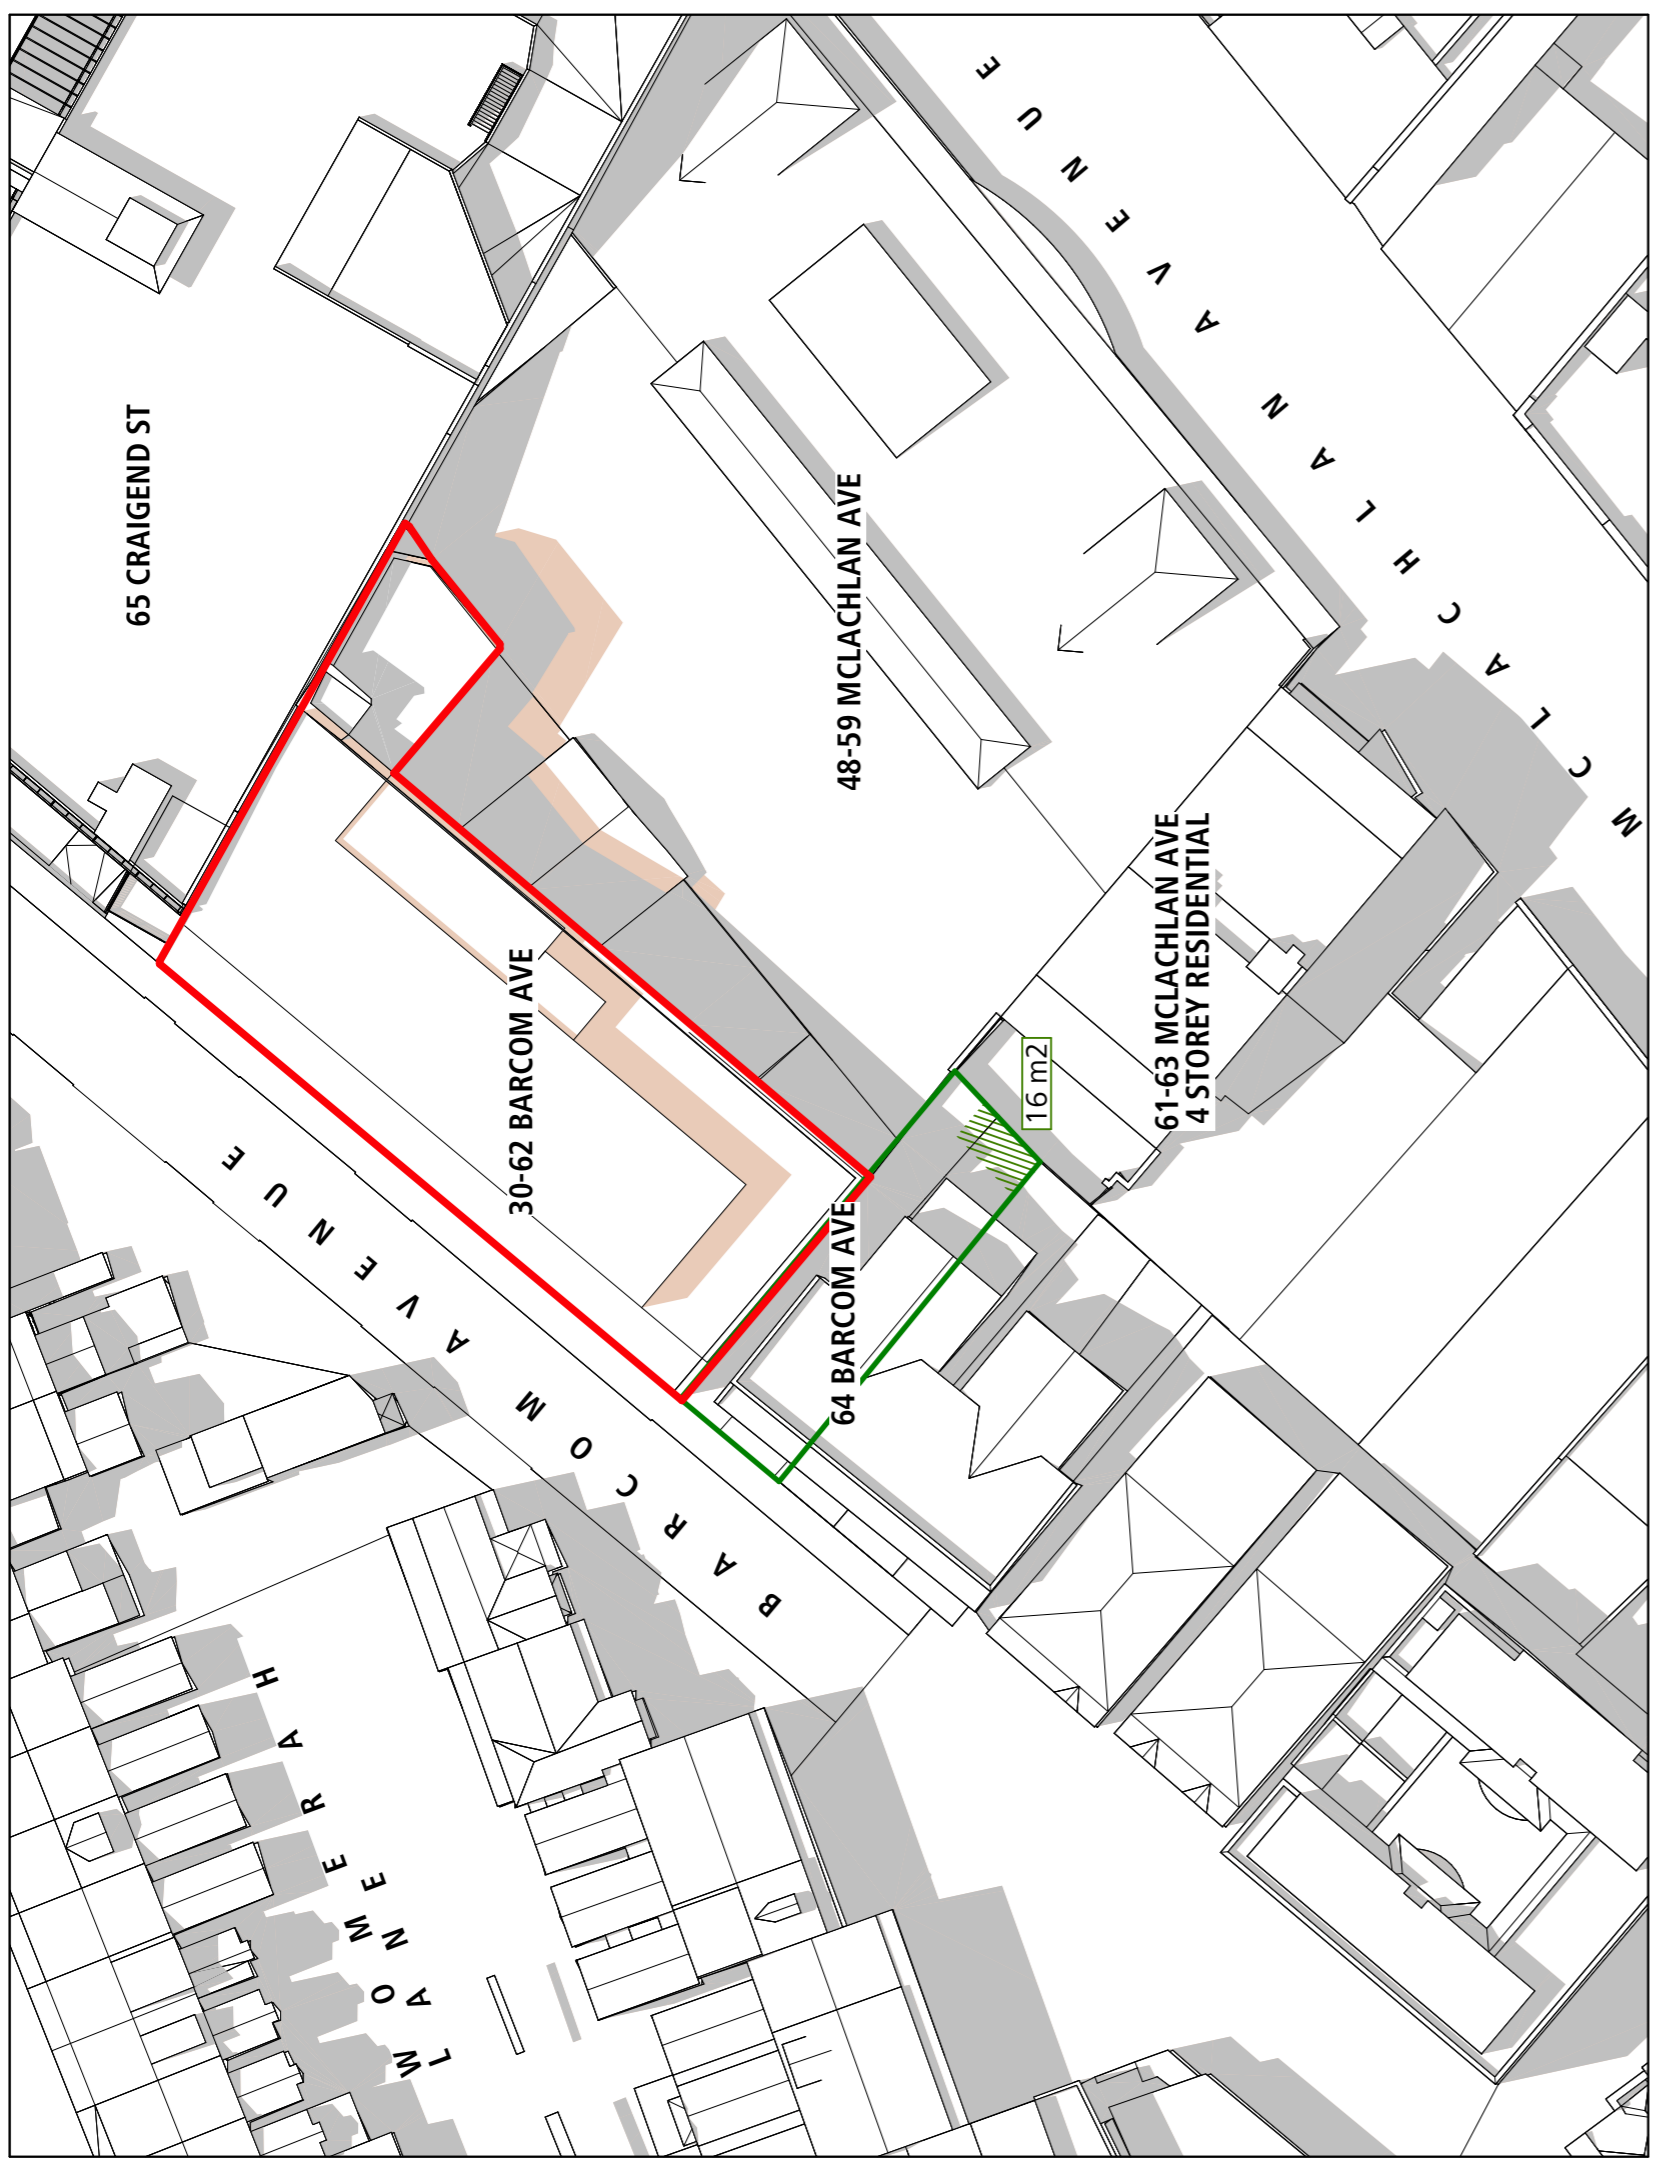 65 CRAIGEND ST
48-59 MCLACHLAN AVE
30-62 BARCOM AVE
64 BARCOM AVE
61-63 MCLACHLAN AVE
4 STOREY RESIDENTIAL
16 m2
MCLACHLAN AVENUE
BARCOM AVENUE
WOMERAH
LANE